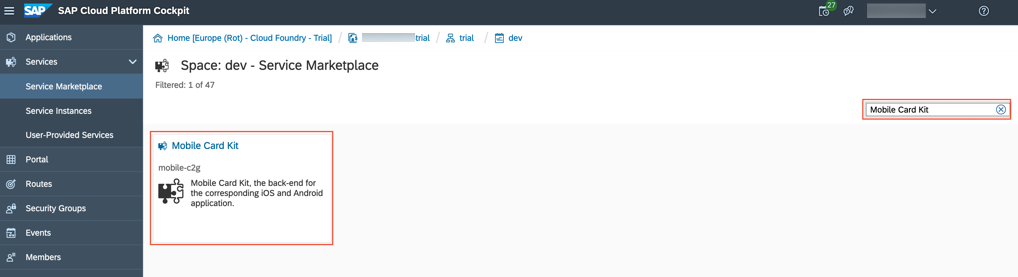 SAP SAP Cloud Platform Cockpit
27
Applications
Home [Europe (Rot) - Cloud Foundry - Trial] / trial / trial / dev
Services
Space: dev - Service Marketplace
Service Marketplace
Filtered: 1 of 47
Service Instances
Mobile Card Kit
User-Provided Services
Mobile Card Kit
Portal
mobile-c2g
Routes
Mobile Card Kit, the back-end for
the corresponding iOS and Android
application.
Security Groups
Events
Members